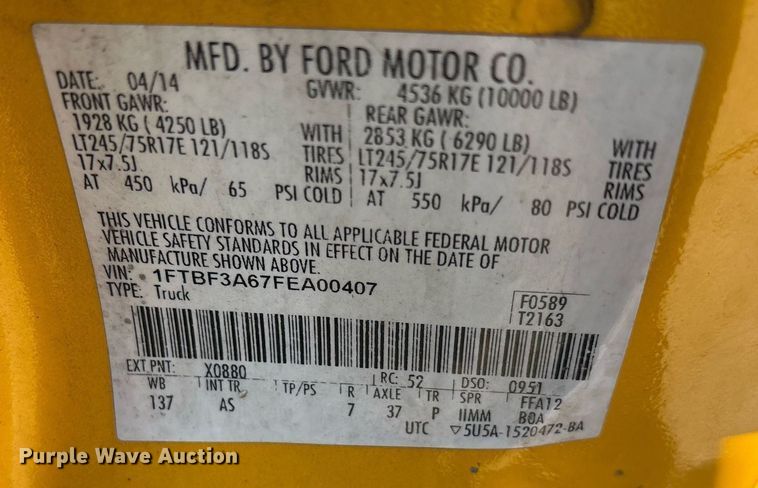 MFD. BY FORD MOTOR CO.
DATE: 04/14 GVWR: 4536 KG (10000 LB)
FRONT GAWR: REAR GAWR:
1928 KG ( 4250 LB) WITH 2853 KG ( 6290 LB) WITH
LT245/75R17E 121/118S TIRES LT245/75R17E 121/118S TIRES
17x7.5J RIMS 17x7.5J RIMS
AT 450 kPa/ 65 PSI COLD AT 550 kPa/ 80 PSI COLD
THIS VEHICLE CONFORMS TO ALL APPLICABLE FEDERAL MOTOR
VEHICLE SAFETY STANDARDS IN EFFECT ON THE DATE OF
MANUFACTURE SHOWN ABOVE.
VIN: 1FTBF3A67FEA00407
TYPE: Truck
F0589
T2163
EXT PNT: X0880 RC: 52 DSO: 0951
WB INT TR TP/PS R AXLE TR SPR FFA12
137 AS 7 37 P IIMM BOA
UTC ▽5U5A-1520472-BA
Purple Wave Auction